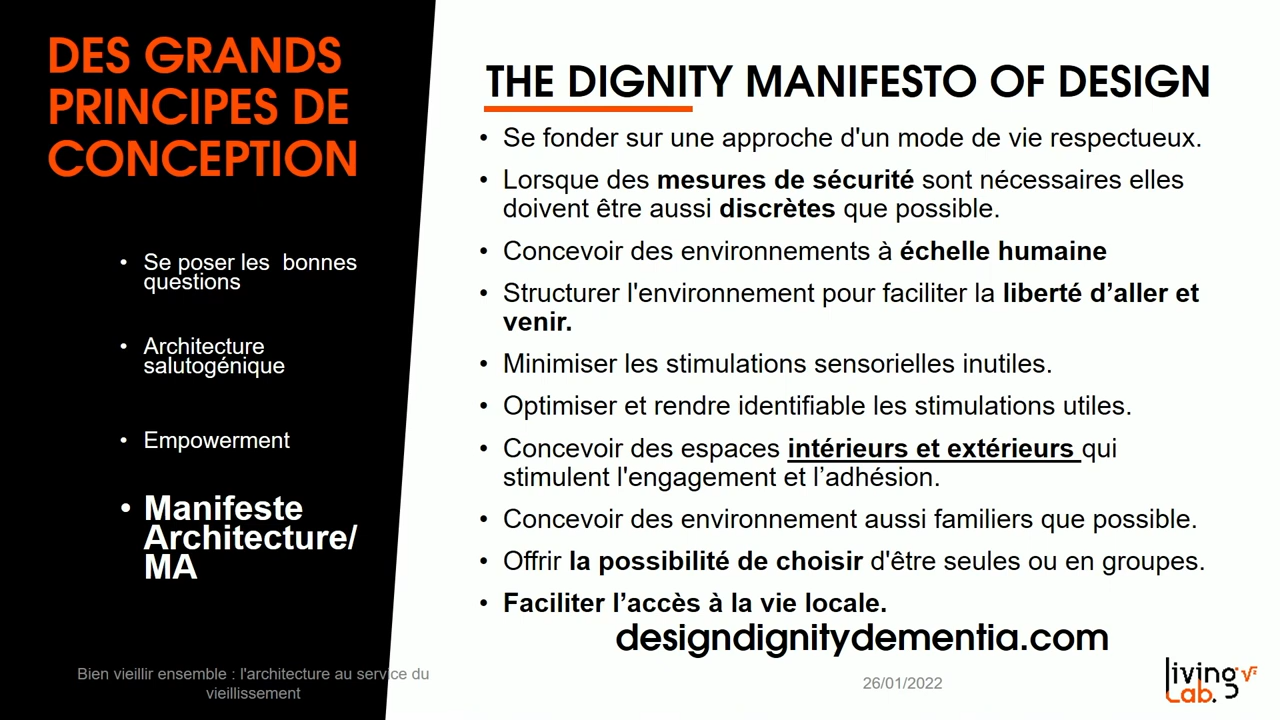 DES GRANDS
PRINCIPES DE
CONCEPTION
• Se poser les  bonnes
questions
• Architecture
salutogénique
• Empowerment
• Manifeste
Architecture/
MA
THE DIGNITY MANIFESTO OF DESIGN
• Se fonder sur une approche d'un mode de vie respectueux.
• Lorsque des mesures de sécurité sont nécessaires elles
doivent être aussi discrètes que possible.
• Concevoir des environnements à échelle humaine
• Structurer l'environnement pour faciliter la liberté d’aller et
venir.
• Minimiser les stimulations sensorielles inutiles.
• Optimiser et rendre identifiable les stimulations utiles.
• Concevoir des espaces intérieurs et extérieurs qui
stimulent l'engagement et l’adhésion.
• Concevoir des environnement aussi familiers que possible.
• Offrir la possibilité de choisir d'être seules ou en groupes.
• Faciliter l’accès à la vie locale.
designdignitydementia.com
Bien vieillir ensemble : l'architecture au service du
vieillissement
26/01/2022
living
Lab.